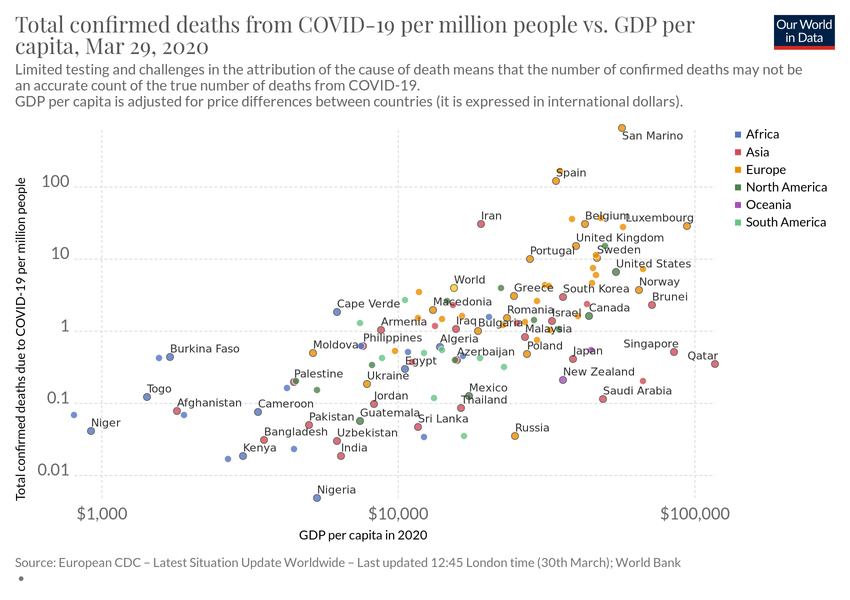 Total confirmed deaths from COVID-19 per million people vs. GDP per
capita, Mar 29, 2020
Our World
in Data
Limited testing and challenges in the attribution of the cause of death means that the number of confirmed deaths may not be
an accurate count of the true number of deaths from COVID-19.
GDP per capita is adjusted for price differences between countries (it is expressed in international dollars).
San Marino
Africa
Asia
Europe
North America
Oceania
South America
Spain
100
Iran
Belgium
Luxembourg
United Kingdom
Portugal
Sweden
10
United States
World
Greece
South Korea
Norway
Cape Verde
Macedonia
Brunei
Romania
Israel
Canada
Armenia
Iraq
Bulgaria
Malaysia
1
Philippines
Algeria
Moldova
Burkina Faso
Azerbaijan
Poland
Japan
Singapore
Egypt
Qatar
Palestine
Ukraine
New Zealand
Togo
Jordan
Mexico
Thailand
Saudi Arabia
0.1
Afghanistan
Cameroon
Guatemala
Niger
Pakistan
Sri Lanka
Bangladesh
Uzbekistan
Russia
Kenya
India
0.01
Nigeria
Total confirmed deaths due to COVID-19 per million people
$1,000
$10,000
$100,000
GDP per capita in 2020
Source: European CDC – Latest Situation Update Worldwide – Last updated 12:45 London time (30th March); World Bank
•